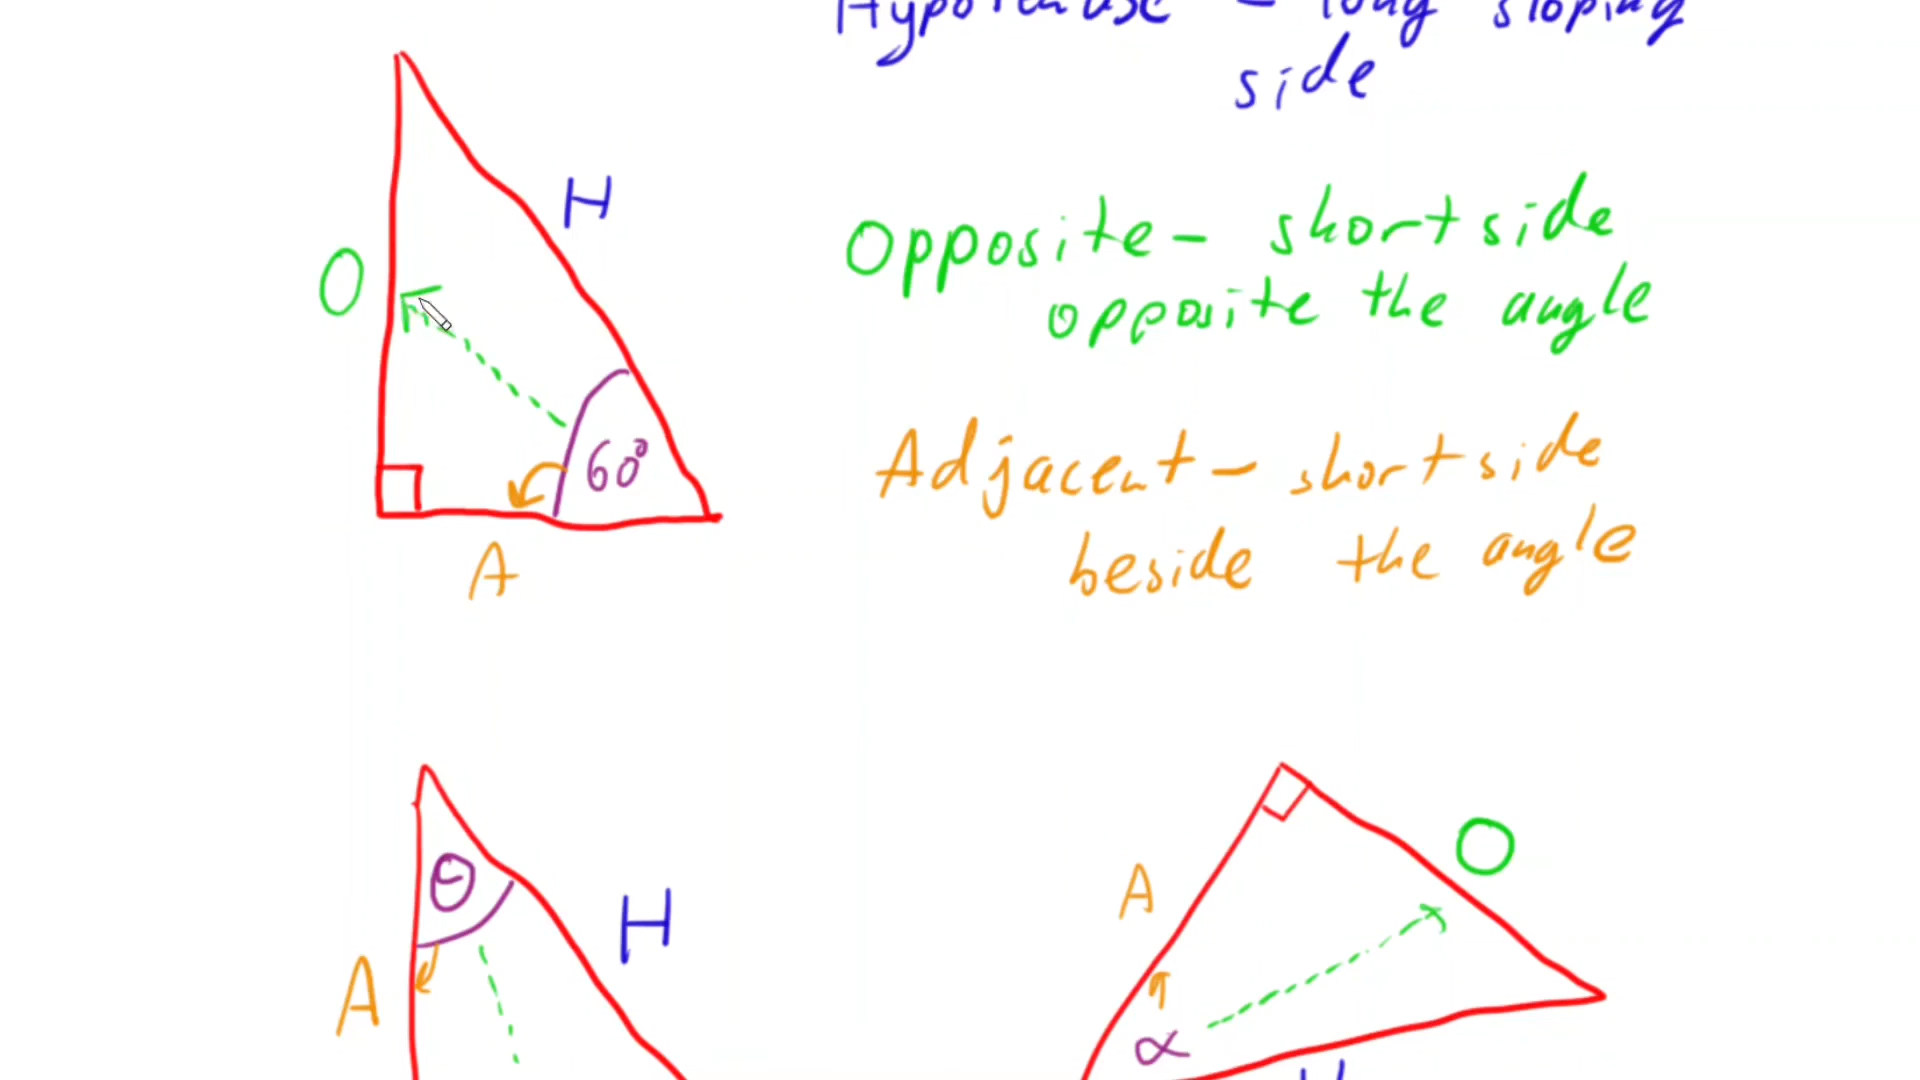 Hypotenuse - long sloping
side
H
O
Opposite - short side
opposite the angle
60°
Adjacent - short side
beside the angle
A
O
θ
A
H
A
α
H